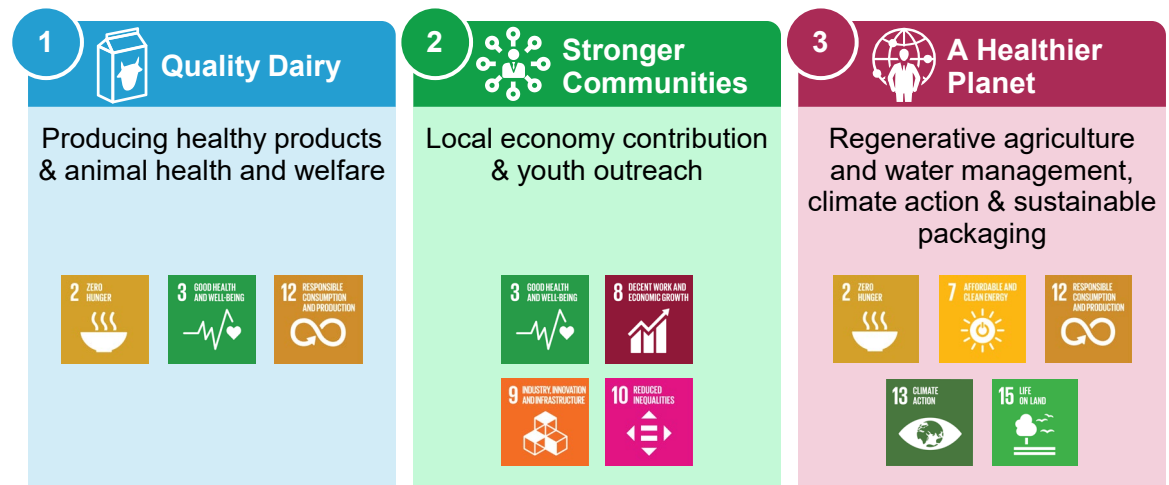 1
Quality Dairy
Producing healthy products
& animal health and welfare
2 ZERO
HUNGER
3 GOOD HEALTH
AND WELL-BEING
12 RESPONSIBLE
CONSUMPTION
AND PRODUCTION
2
Stronger
Communities
Local economy contribution
& youth outreach
3 GOOD HEALTH
AND WELL-BEING
8 DECENT WORK AND
ECONOMIC GROWTH
9 INDUSTRY, INNOVATION
AND INFRASTRUCTURE
10 REDUCED
INEQUALITIES
3
A Healthier
Planet
Regenerative agriculture
and water management,
climate action & sustainable
packaging
2 ZERO
HUNGER
7 AFFORDABLE AND
CLEAN ENERGY
12 RESPONSIBLE
CONSUMPTION
AND PRODUCTION
13 CLIMATE
ACTION
15 LIFE
ON LAND